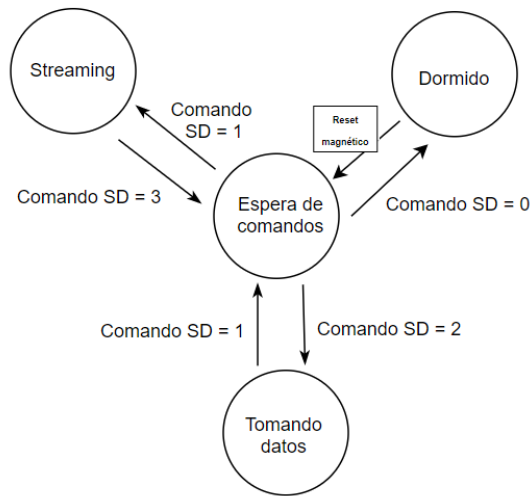 Streaming
Dormido
Comando
SD = 1
Reset
magnético
Comando SD = 3
Espera de
comandos
Comando SD = 0
Comando SD = 1
Comando SD = 2
Tomando
datos